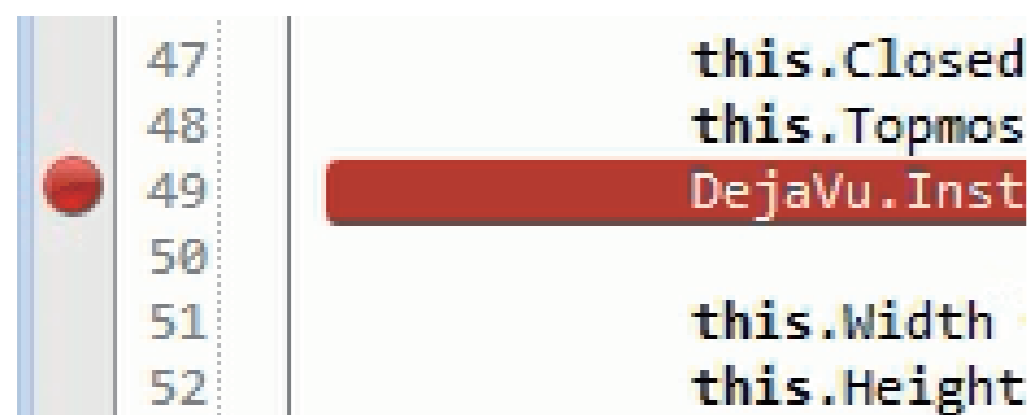 47 this.Closed
48 this.Topmos
49 DejaVu.Inst
50
51 this.Width
52 this.Height